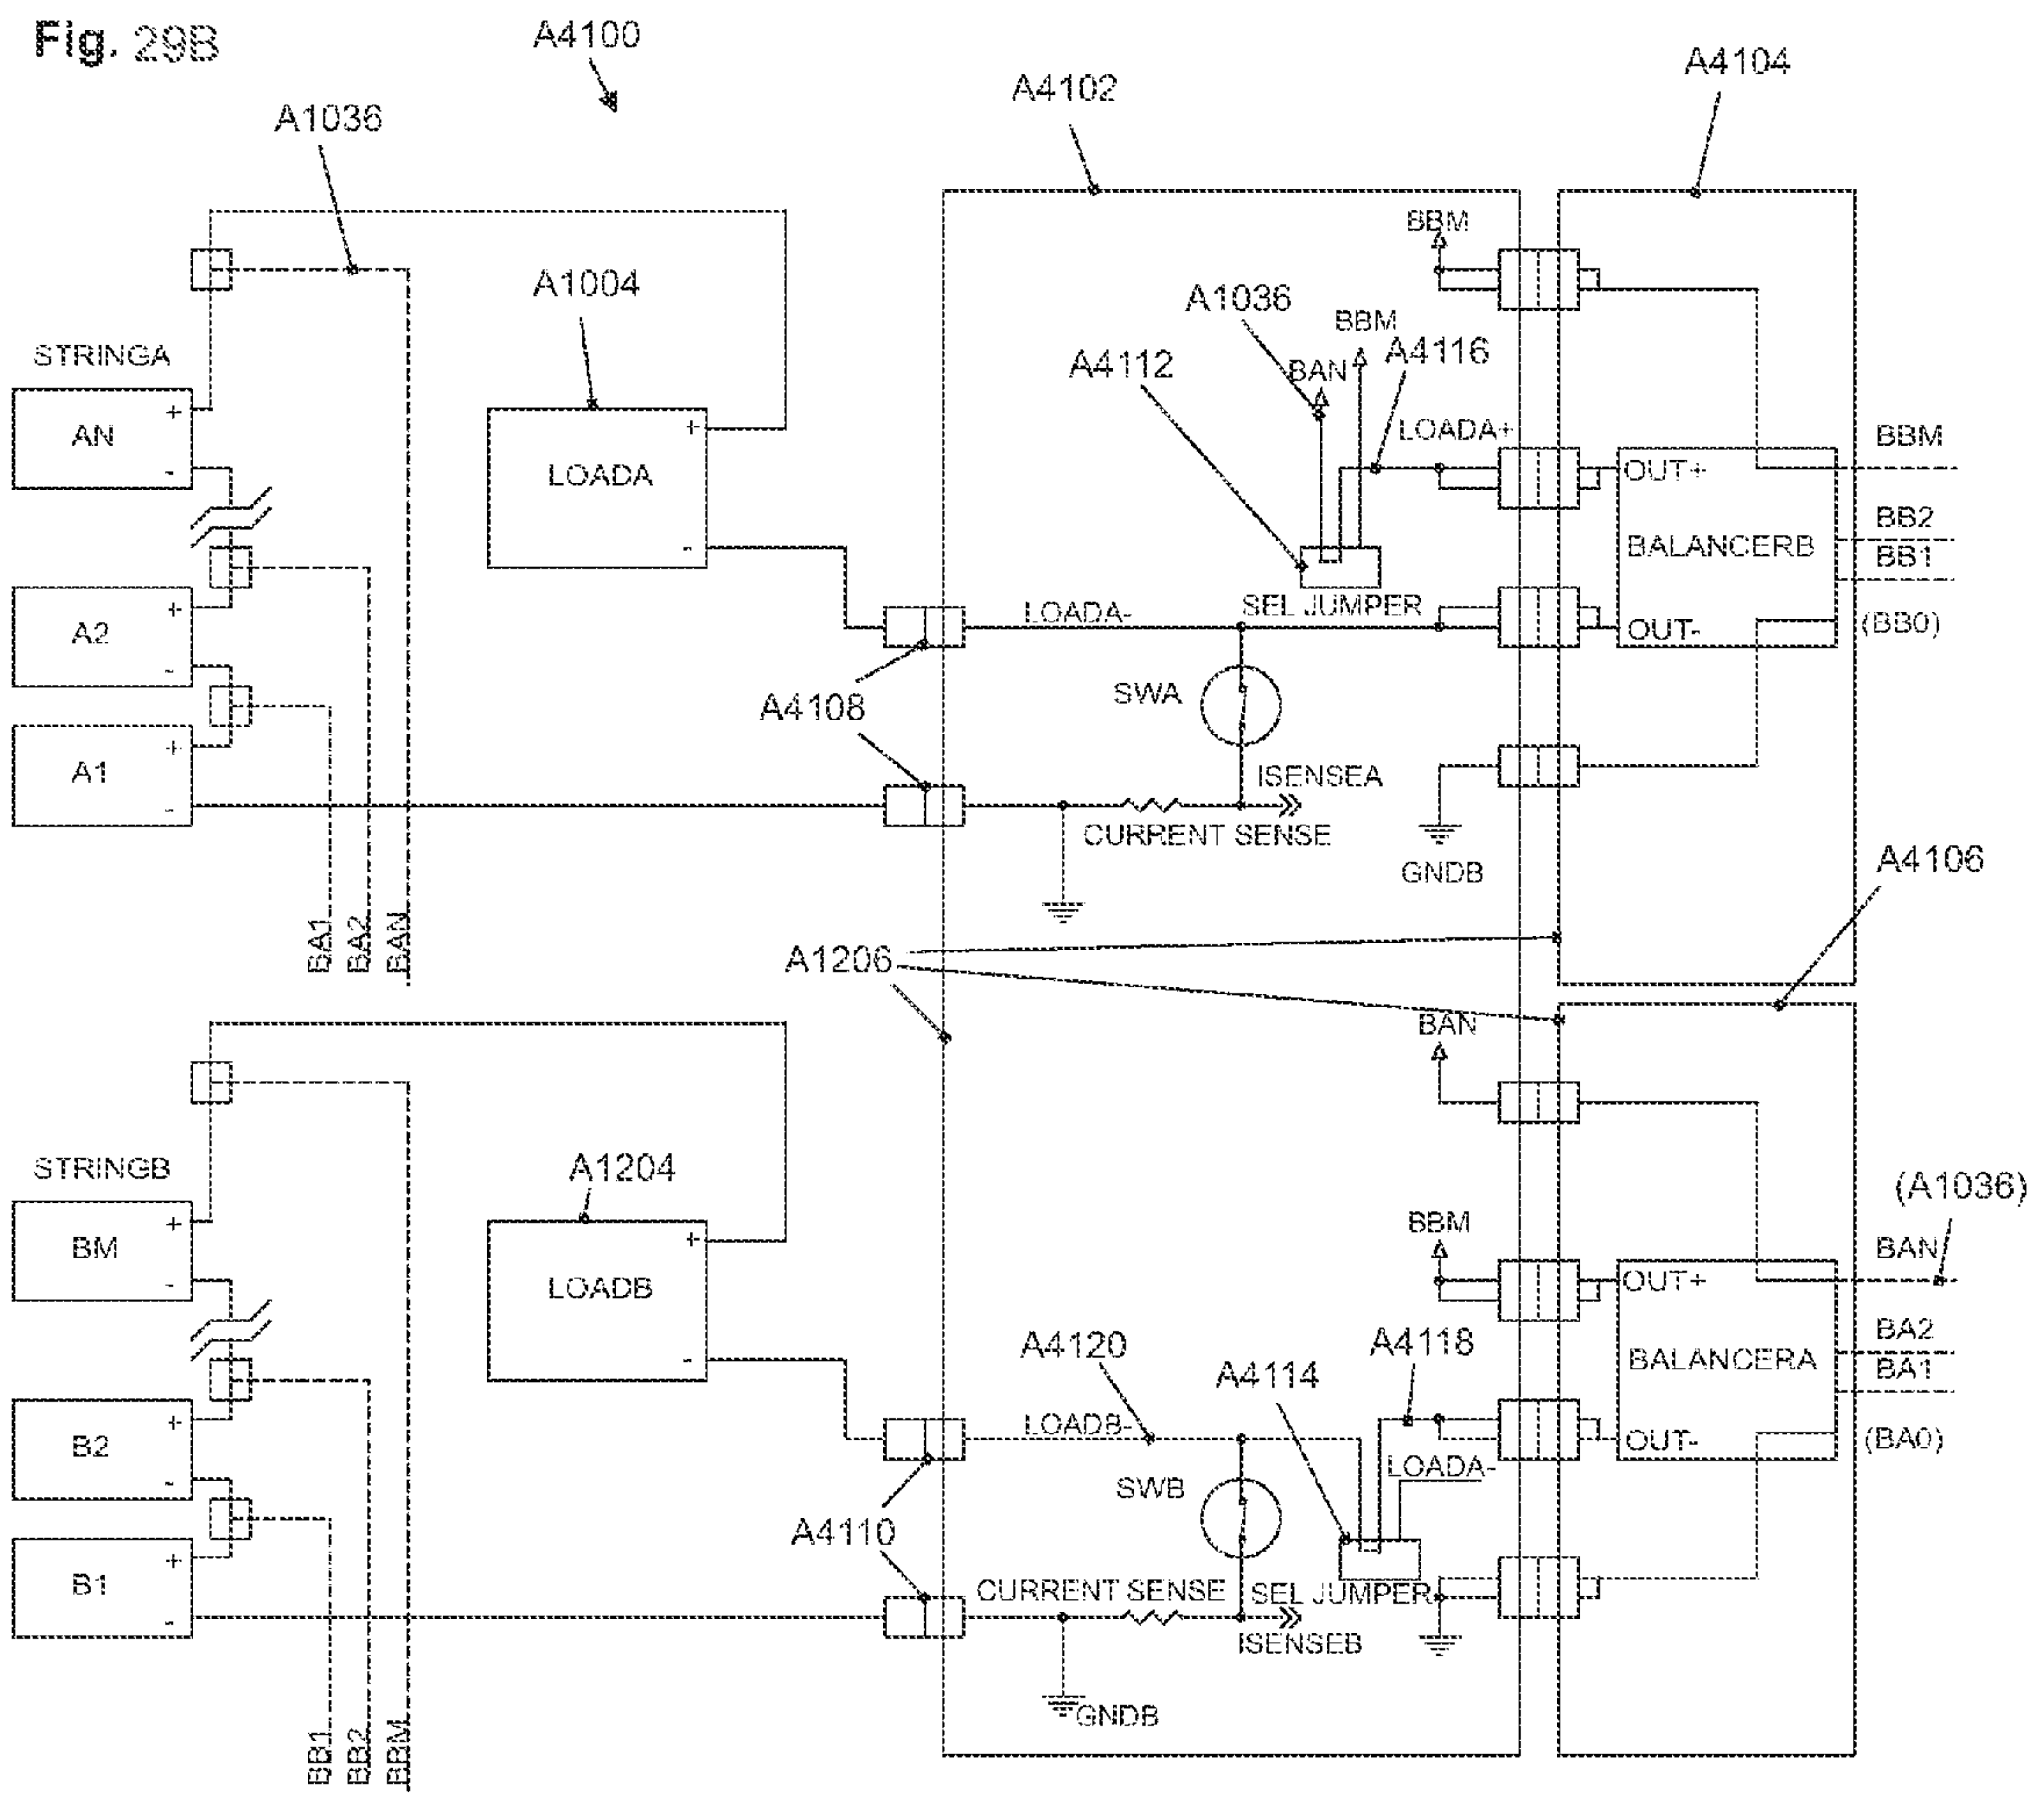 Fig. 29B
A4100
A4102
A4104
A1036
BBM
A1004
A1036
BBM
A4116
A4112
BAN
STRINGA
LOADA+
BBM
AN
+
-
LOADA
+
-
OUT+
BB2
BALANCERB
BB1
A2
+
-
LOADA-
SEL JUMPER
OUT-
(BB0)
A4108
SWA
A1
+
-
ISENSEA
CURRENT SENSE
GNDB
A4106
BA1
BA2
BAN
A1206
BAN
STRINGB
A1204
(A1036)
BM
+
-
LOADB
+
-
BBM
BAN
OUT+
A4120
A4118
BA2
A4114
BALANCERA
BA1
B2
+
-
LOADB-
OUT-
(BA0)
LOADA-
SWB
A4110
B1
+
-
CURRENT SENSE
SEL JUMPER
ISENSEB
GNDB
BB1
BB2
BBM